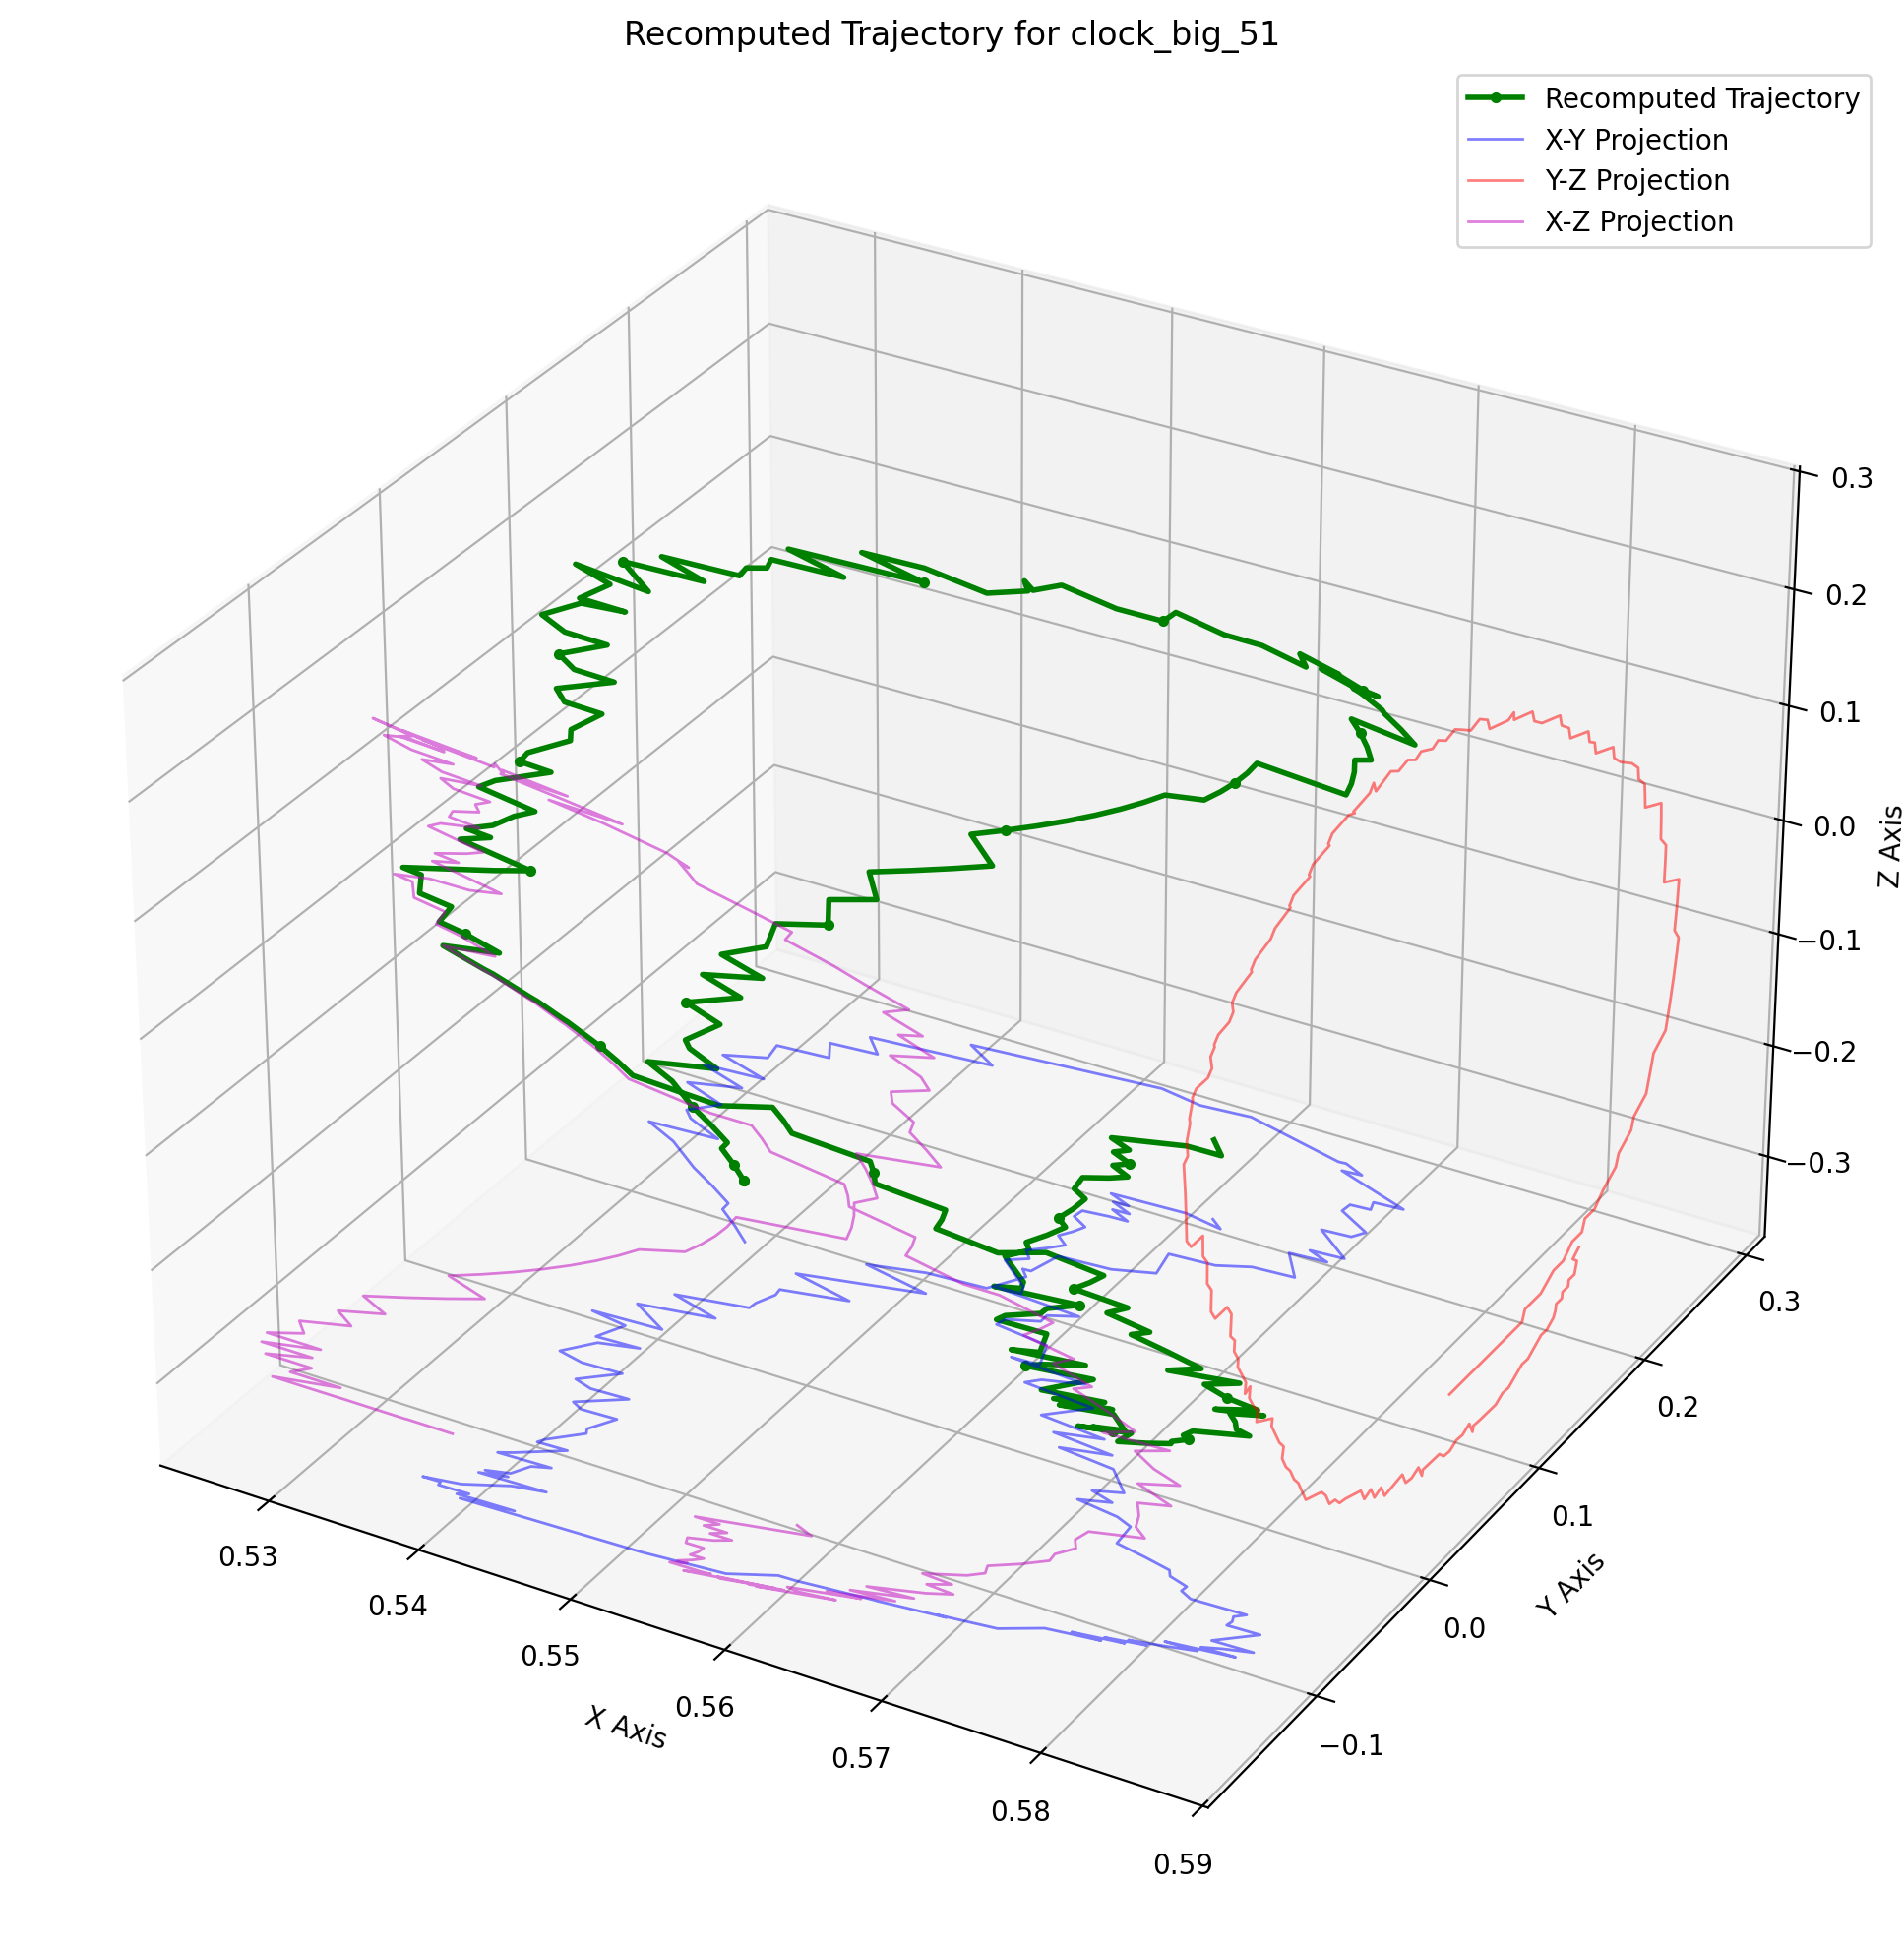 Recomputed Trajectory for clock_big_51
Recomputed Trajectory
X-Y Projection
Y-Z Projection
X-Z Projection
0.3
0.2
0.1
0.0
−0.1
−0.2
−0.3
Z Axis
0.3
0.2
0.1
0.0
−0.1
Y Axis
0.53
0.54
0.55
0.56
0.57
0.58
0.59
X Axis